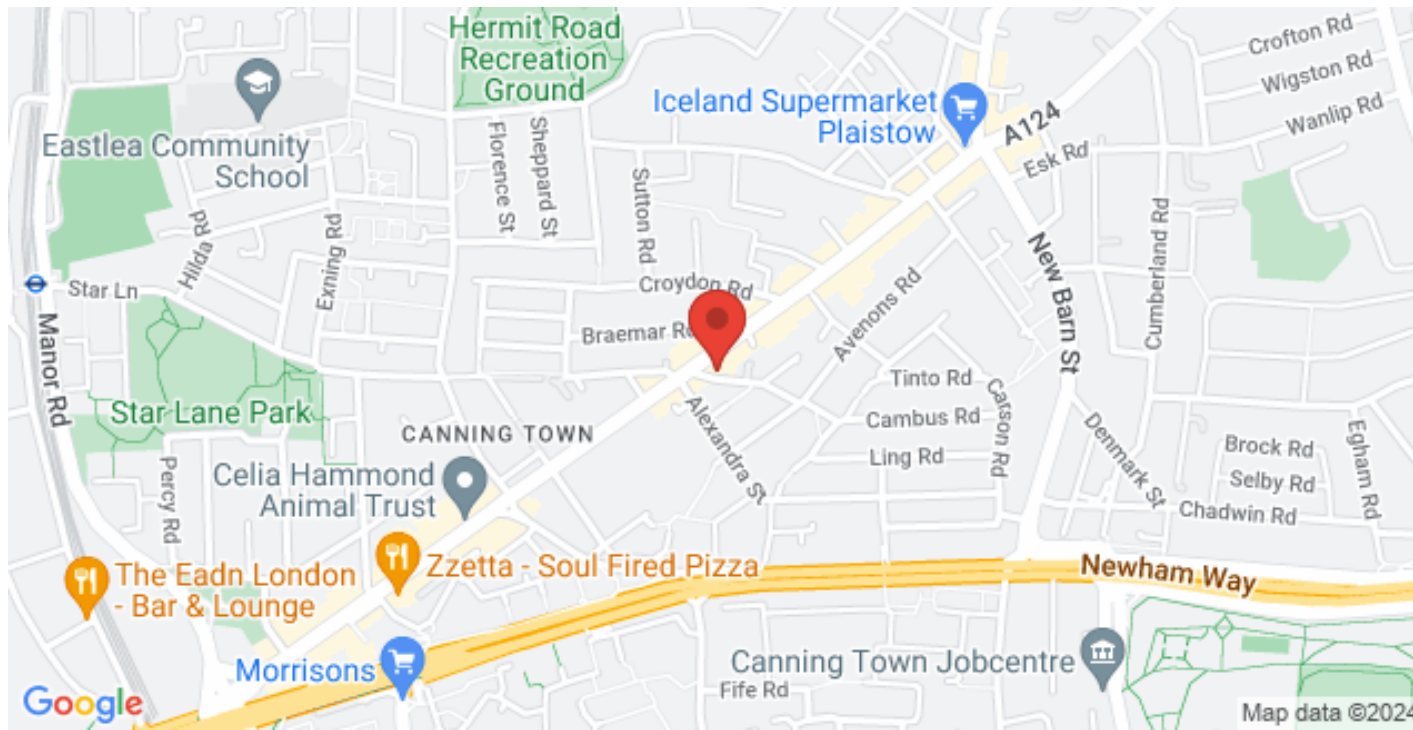 Hermit Road
Recreation
Ground
Crofton Rd
Wigston Rd
Wanlip Rd
Iceland Supermarket
Plaistow
A124
Esk Rd
Eastlea Community
School
Florence St
Sheppard St
Sutton Rd
Hilda Rd
Exning Rd
Star Ln
Croydon Rd
Braemar Rd
Avenons Rd
New Barn St
Cumberland Rd
Manor Rd
Star Lane Park
CANNING TOWN
Alexandra St
Tinto Rd
Cambus Rd
Ling Rd
Carson Rd
Denmark St
Brock Rd
Selby Rd
Egham Rd
Chadwin Rd
Percy Rd
Celia Hammond
Animal Trust
Zzetta - Soul Fired Pizza
The Eadn London
- Bar & Lounge
Newham Way
Morrisons
Canning Town Jobcentre
Fife Rd
Google
Map data ©2024